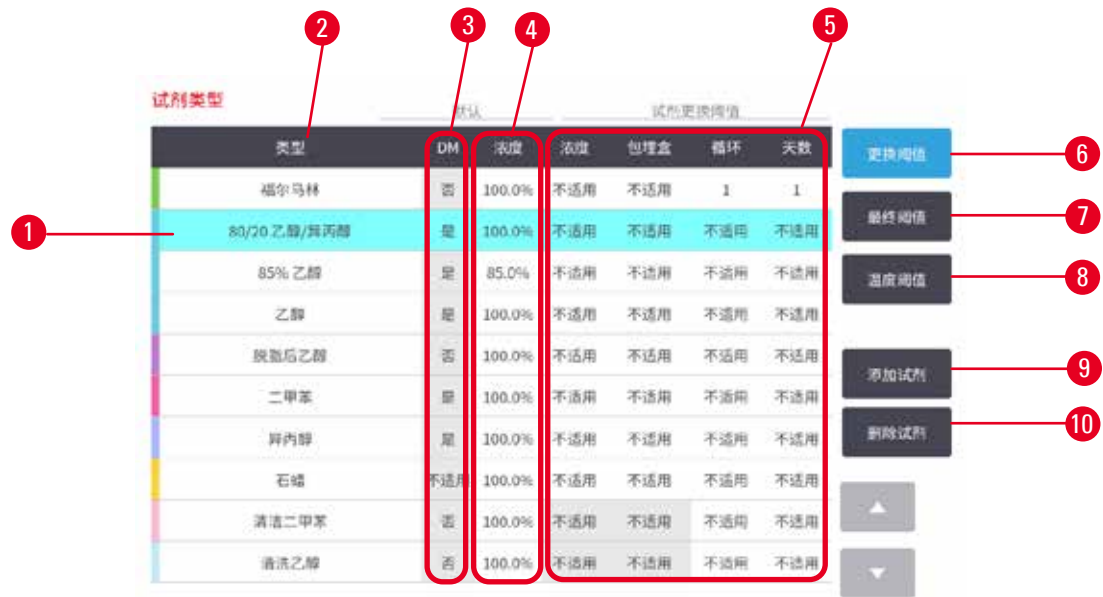 2
3
4
5
试剂类型
默认
试剂更换阈值
类型 DM 浓度 浓度 包埋盒 循环 天数
更换阈值
6
福尔马林 否 100.0% 不适用 不适用 1 1
最终阈值
7
1
80/20 乙醇/异丙醇 是 100.0% 不适用 不适用 不适用 不适用
85% 乙醇 是 85.0% 不适用 不适用 不适用 不适用
温度阈值
8
乙醇 是 100.0% 不适用 不适用 不适用 不适用
脱脂后乙醇 否 100.0% 不适用 不适用 不适用 不适用
添加试剂
9
二甲苯 是 100.0% 不适用 不适用 不适用 不适用
删除试剂
10
异丙醇 是 100.0% 不适用 不适用 不适用 不适用
石蜡 不适用 100.0% 不适用 不适用 不适用 不适用
清洁二甲苯 否 100.0% 不适用 不适用 不适用 不适用
清洗乙醇 否 100.0% 不适用 不适用 不适用 不适用